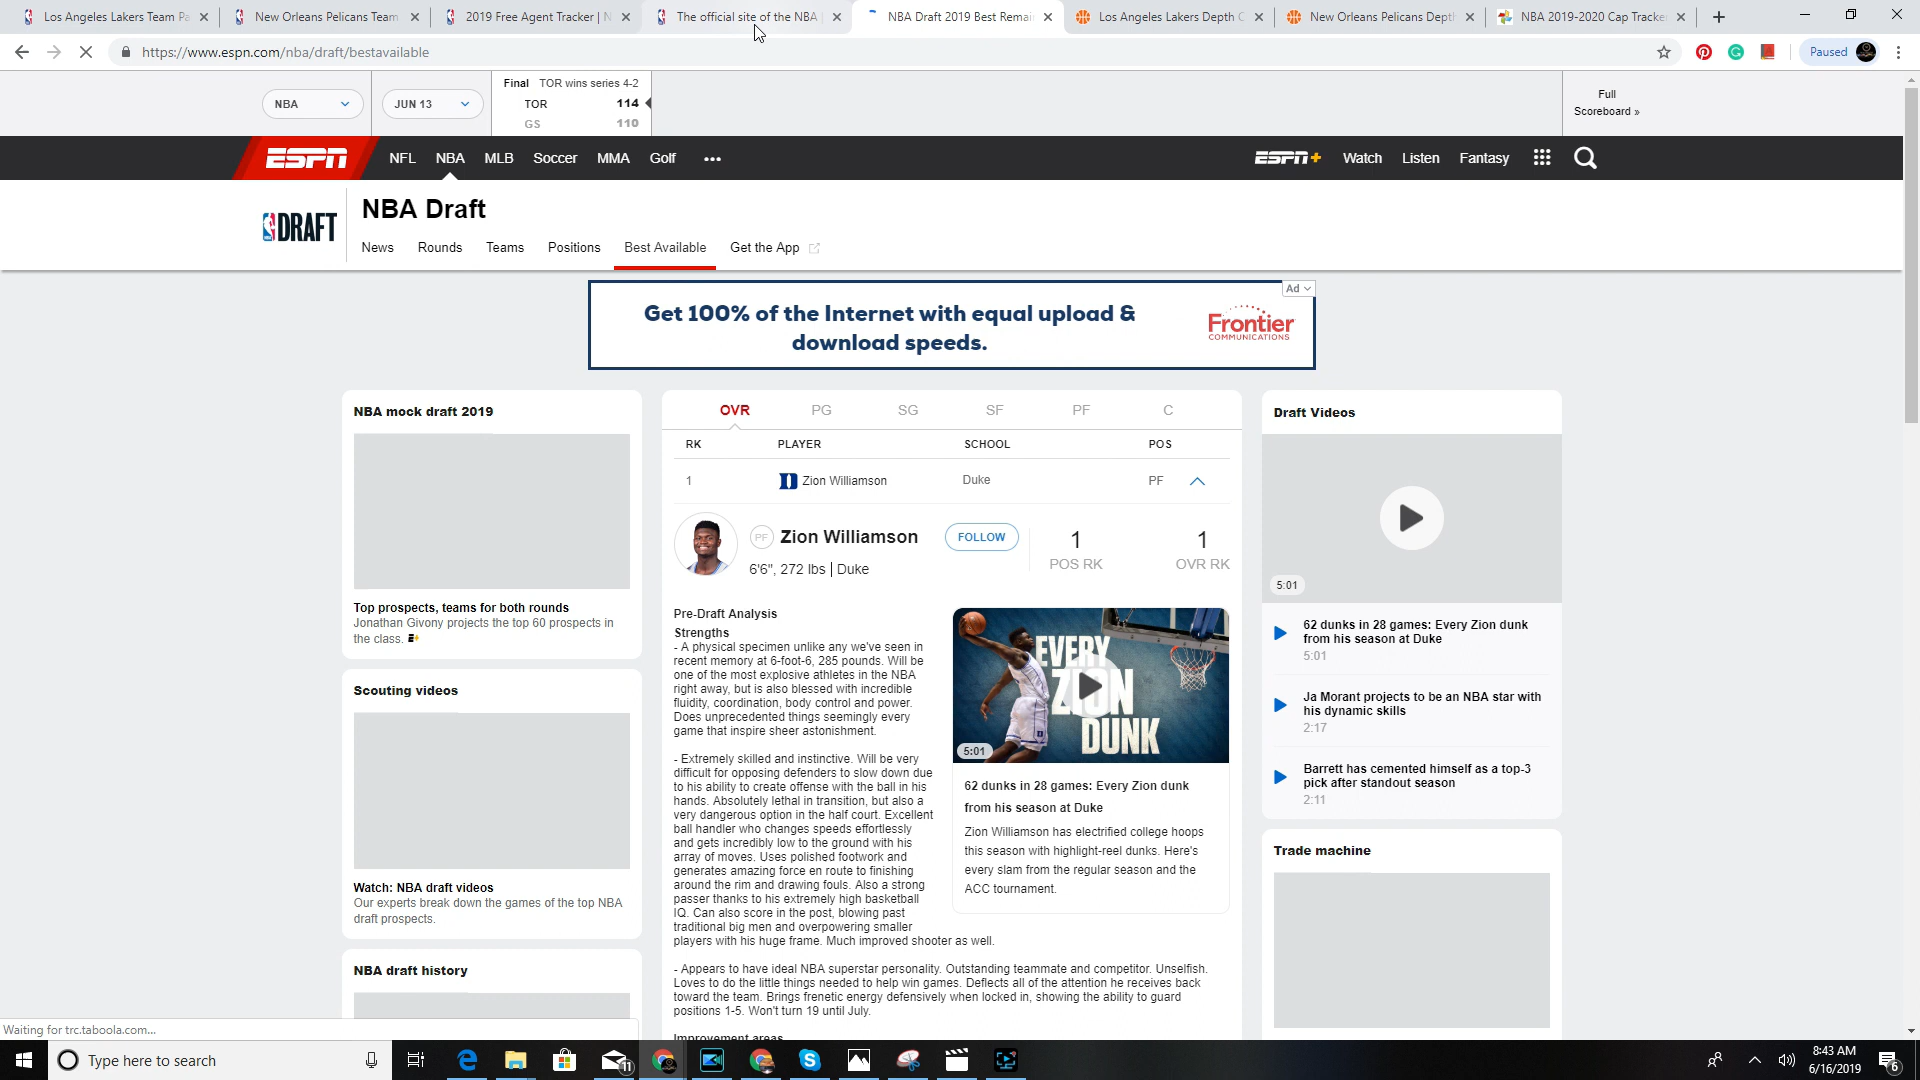 Los Angeles Lakers Team Pa
New Orleans Pelicans Team
2019 Free Agent Tracker | N
The official site of the NBA |
NBA Draft 2019 Best Remai
Los Angeles Lakers Depth C
New Orleans Pelicans Dept
NBA 2019-2020 Cap Tracke
https://www.espn.com/nba/draft/bestavailable
Paused
NBA
JUN 13
Final TOR wins series 4-2
TOR 114
GS 110
Full
Scoreboard »
ESPN
NFL
NBA
MLB
Soccer
MMA
Golf
ESPN+
Watch
Listen
Fantasy
DRAFT
NBA Draft
News
Rounds
Teams
Positions
Best Available
Get the App
Ad
Get 100% of the Internet with equal upload &
download speeds.
Frontier
COMMUNICATIONS
NBA mock draft 2019
Top prospects, teams for both rounds
Jonathan Givony projects the top 60 prospects in
the class. E+
Scouting videos
Watch: NBA draft videos
Our experts break down the games of the top NBA
draft prospects.
NBA draft history
OVR PG SG SF PF C
RK PLAYER SCHOOL POS
1 Zion Williamson Duke PF
PF Zion Williamson
FOLLOW
6'6", 272 lbs | Duke
1
POS RK
1
OVR RK
Pre-Draft Analysis
Strengths
- A physical specimen unlike any we've seen in
recent memory at 6-foot-6, 285 pounds. Will be
one of the most explosive athletes in the NBA
right away, but is also blessed with incredible
fluidity, coordination, body control and power.
Does unprecedented things seemingly every
game that inspire sheer astonishment.
- Extremely skilled and instinctive. Will be very
difficult for opposing defenders to slow down due
to his ability to create offense with the ball in his
hands. Absolutely lethal in transition, but also a
very dangerous option in the half court. Excellent
ball handler who changes speeds effortlessly
and gets incredibly low to the ground with his
array of moves. Uses polished footwork and
generates amazing force en route to finishing
around the rim and drawing fouls. Also a strong
passer thanks to his extremely high basketball
IQ. Can also score in the post, blowing past
traditional big men and overpowering smaller
players with his huge frame. Much improved shooter as well.
- Appears to have ideal NBA superstar personality. Outstanding teammate and competitor. Unselfish.
Loves to do the little things needed to help win games. Deflects all of the attention he receives back
toward the team. Brings frenetic energy defensively when locked in, showing the ability to guard
positions 1-5. Won't turn 19 until July.
Improvement areas
EVERY
ZION
DUNK
5:01
62 dunks in 28 games: Every Zion dunk
from his season at Duke
Zion Williamson has electrified college hoops
this season with highlight-reel dunks. Here's
every slam from the regular season and the
ACC tournament.
Draft Videos
5:01
62 dunks in 28 games: Every Zion dunk
from his season at Duke
5:01
Ja Morant projects to be an NBA star with
his dynamic skills
2:17
Barrett has cemented himself as a top-3
pick after standout season
2:11
Trade machine
Waiting for trc.taboola.com...
Type here to search
11
8:43 AM
6/16/2019
6